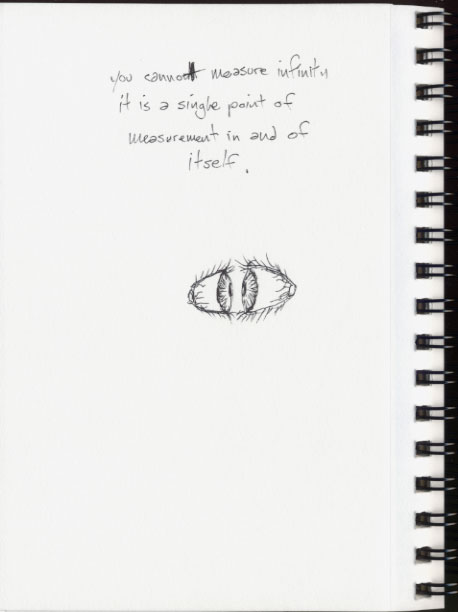 you cannot measure infinity
it is a single point of
measurement in and of
itself.